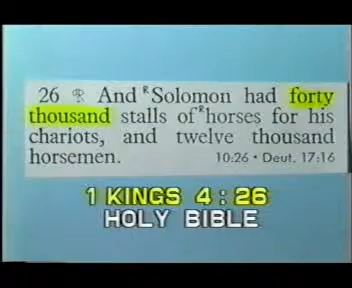 26 ℟ And ᴿSolomon had forty
thousand stalls of ᴿhorses for his
chariots, and twelve thousand
horsemen. 10:26 · Deut. 17:16
1 KINGS 4:26
HOLY BIBLE